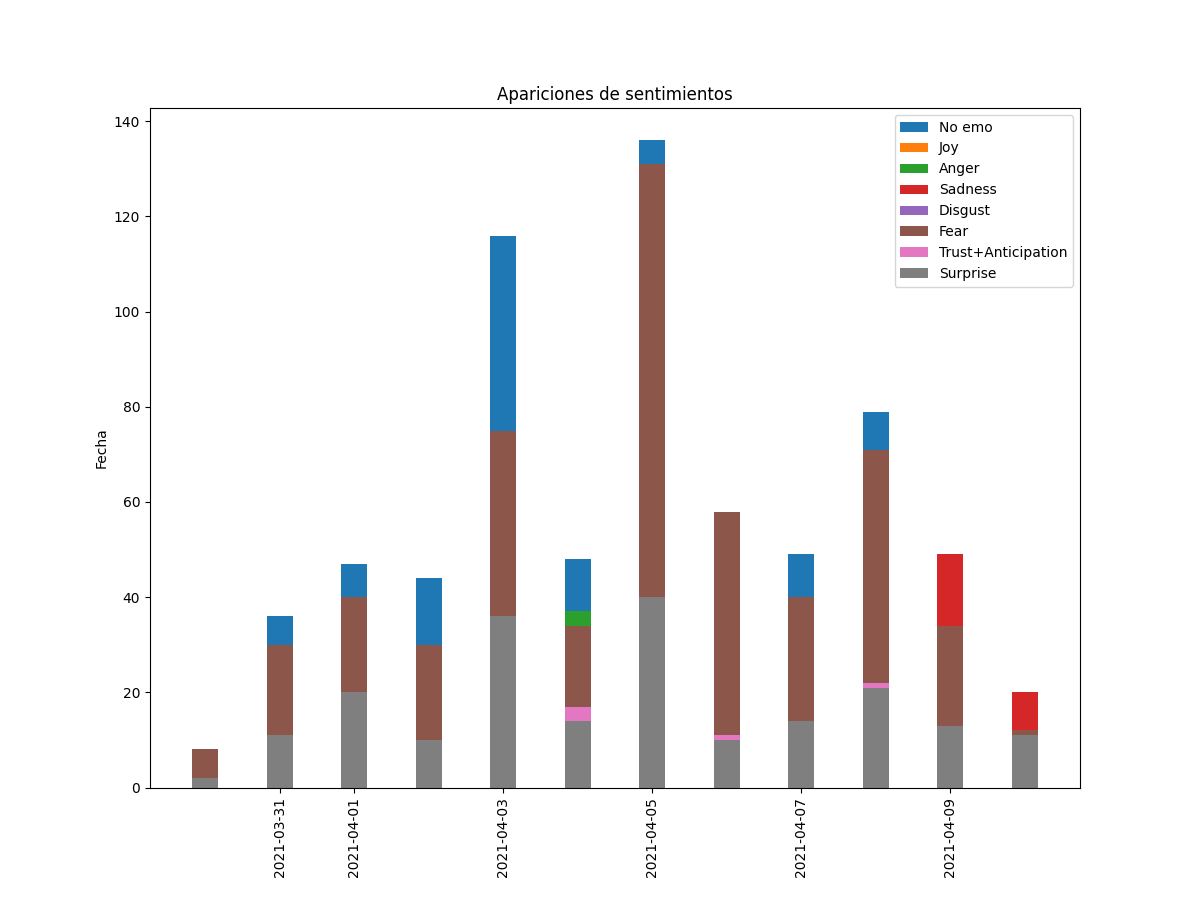 Apariciones de sentimientos
No emo
Joy
Anger
Sadness
Disgust
Fear
Trust+Anticipation
Surprise
Fecha
140
120
100
80
60
40
20
0
2021-03-31
2021-04-01
2021-04-03
2021-04-05
2021-04-07
2021-04-09